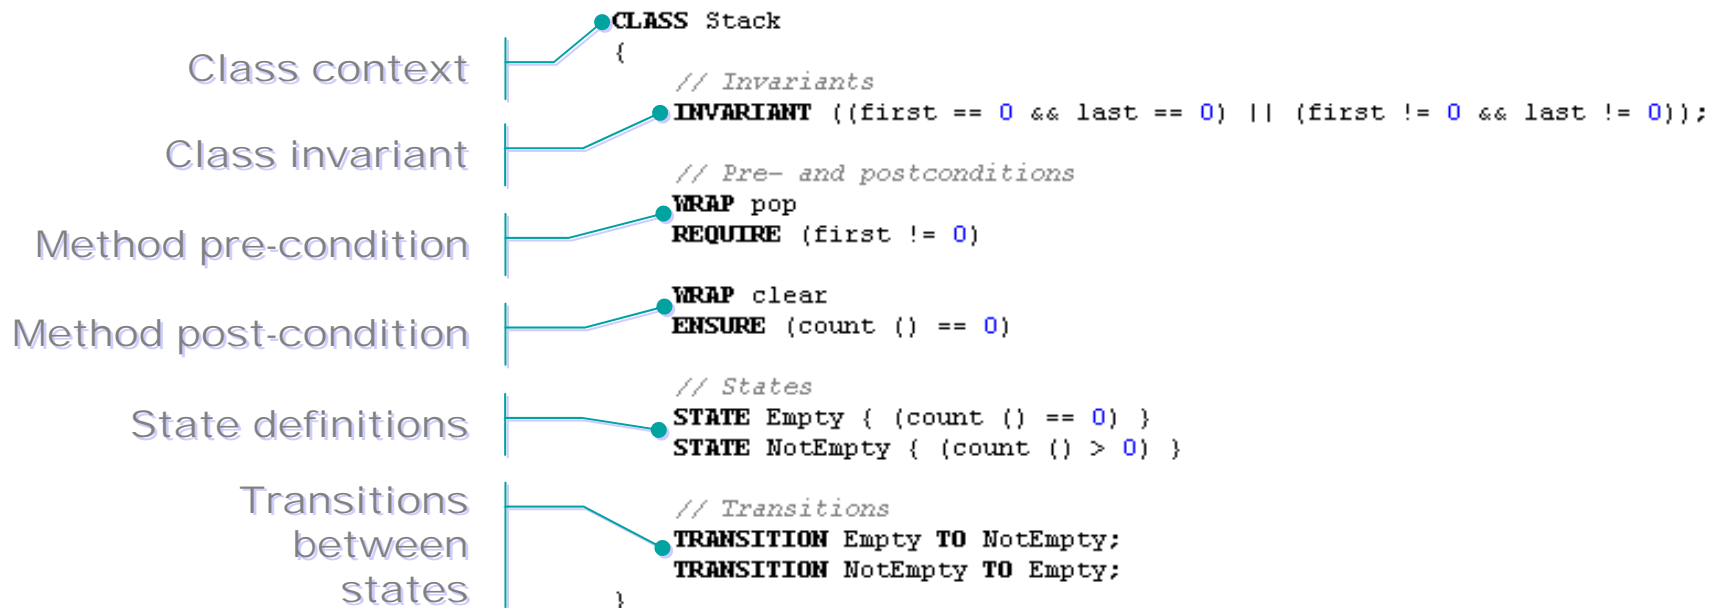 Class context
Class invariant
Method pre-condition
Method post-condition
State definitions
Transitions
between
states
CLASS Stack
{
// Invariants
INVARIANT ((first == 0 && last == 0) || (first != 0 && last != 0));
// Pre- and postconditions
WRAP pop
REQUIRE (first != 0)
WRAP clear
ENSURE (count () == 0)
// States
STATE Empty { (count () == 0) }
STATE NotEmpty { (count () > 0) }
// Transitions
TRANSITION Empty TO NotEmpty;
TRANSITION NotEmpty TO Empty;
}